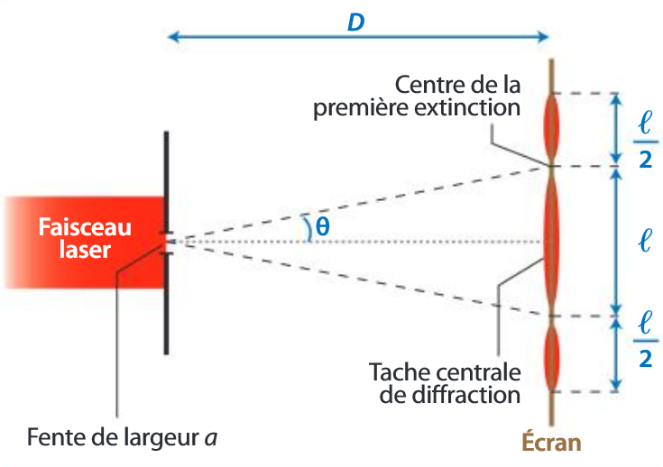 D
Centre de la
première extinction
ℓ
2
Faisceau
laser
θ
ℓ
ℓ
2
Tache centrale
de diffraction
Fente de largeur a
Écran